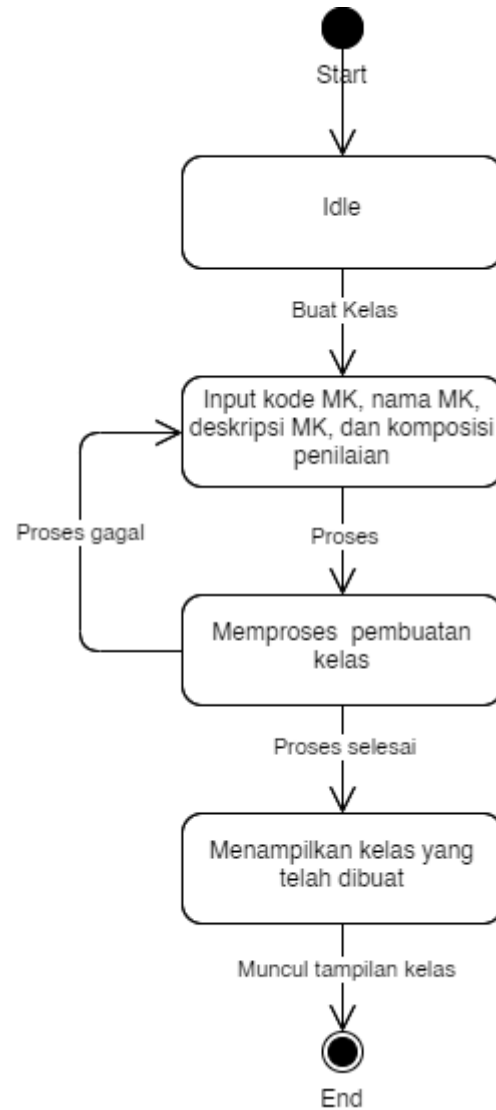 Start
Idle
Buat Kelas
Input kode MK, nama MK,
deskripsi MK, dan komposisi
penilaian
Proses gagal
Proses
Memproses pembuatan
kelas
Proses selesai
Menampilkan kelas yang
telah dibuat
Muncul tampilan kelas
End